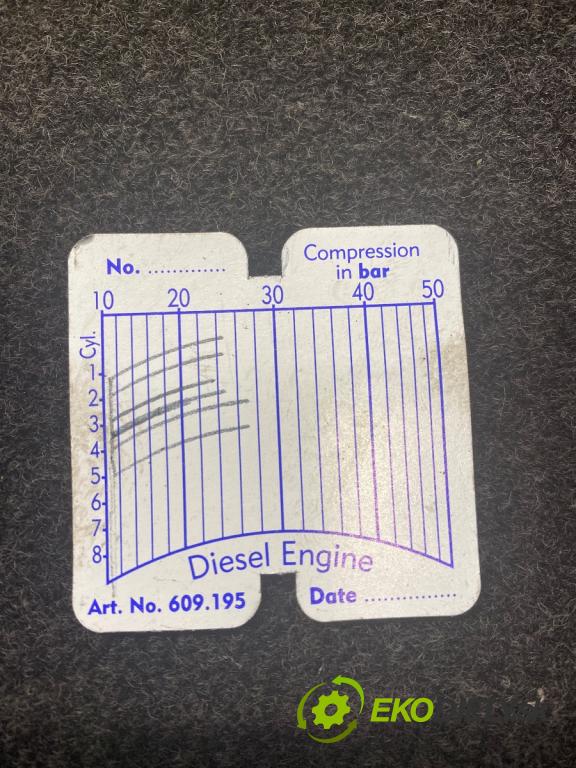 No. ..............
Compression
in bar
10 20 30 40 50
Cyl.
1
2
3
4
5
6
7
8
Diesel Engine
Art. No. 609.195
Date ................
EKO